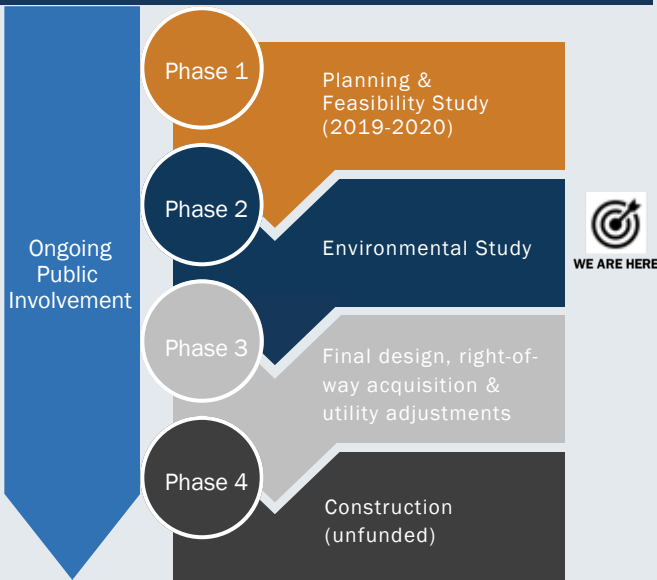 Ongoing
Public
Involvement
Phase 1
Planning &
Feasibility Study
(2019-2020)
Phase 2
Environmental Study
WE ARE HERE
Phase 3
Final design, right-of-
way acquisition &
utility adjustments
Phase 4
Construction
(unfunded)